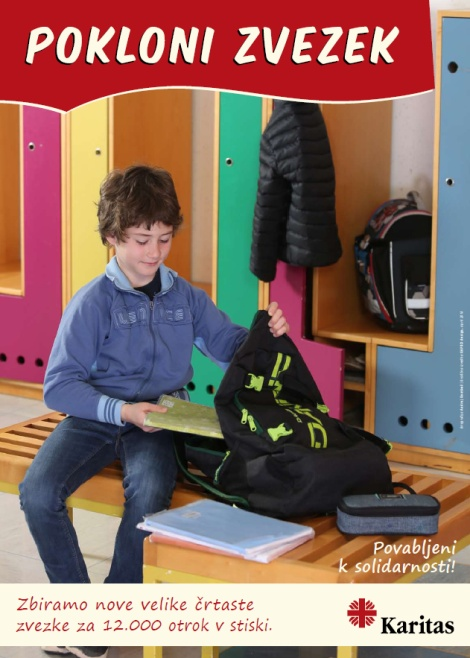 POKLONI ZVEZEK
Povabljeni
k solidarnosti!
Zbiramo nove velike črtaste
zvezke za 12.000 otrok v stiski.
Karitas